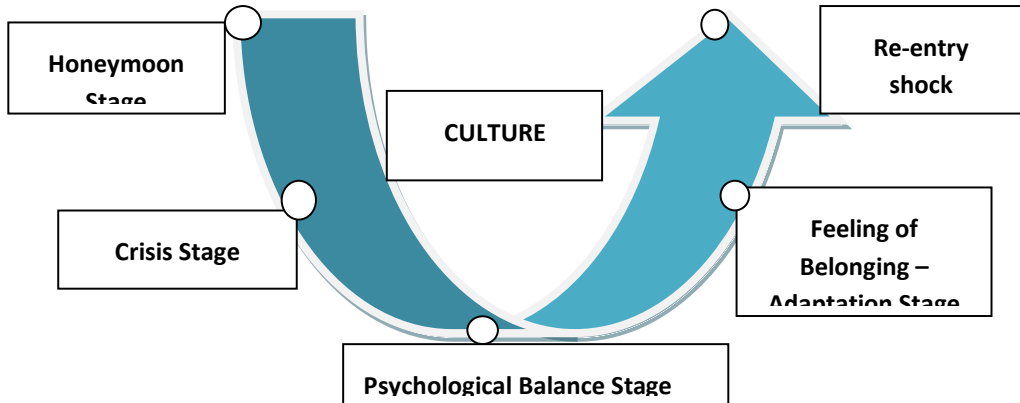 Honeymoon
Stage
Crisis Stage
Psychological Balance Stage
CULTURE
Feeling of
Belonging –
Adaptation Stage
Re-entry
shock